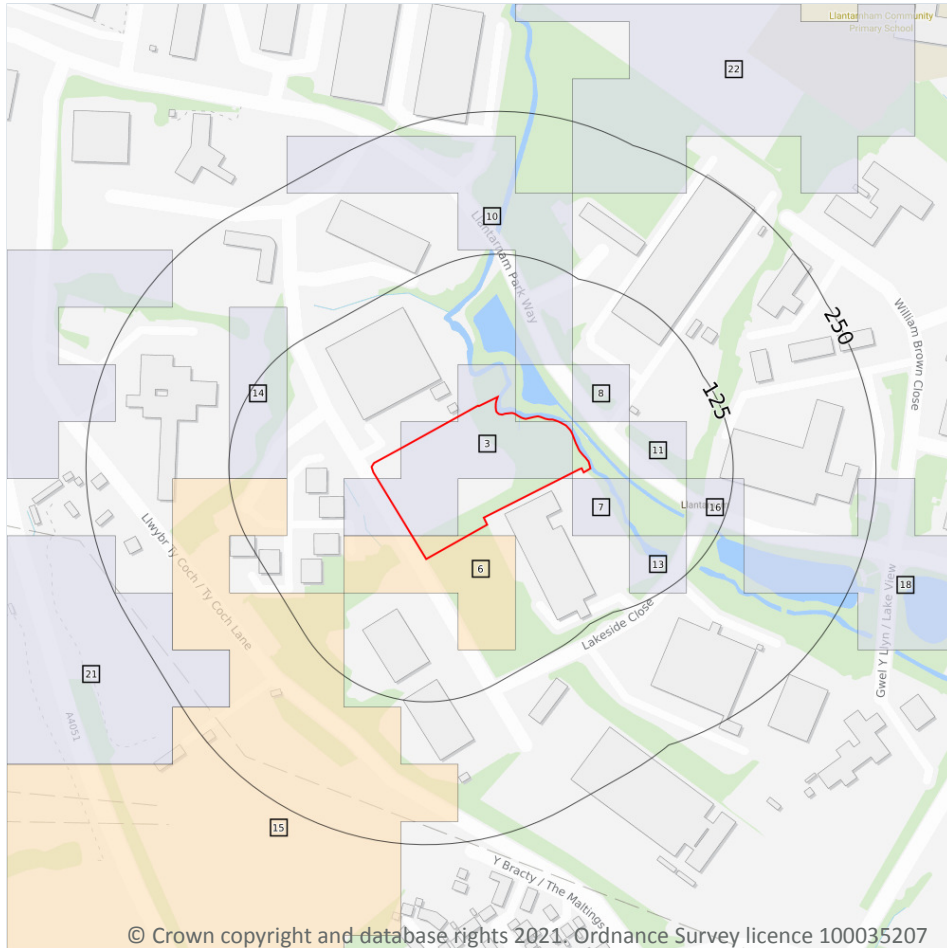 Llantarnham Community
Primary School
22
10
Llantarnam Park Way
250
William Brown Close
14
8
125
3
11
7
16
Llwybr Ty Coch / Ty Coch Lane
6
13
18
Lakeside Close
Gwel Y Llyn / Lake View
21
A4051
15
Y Bracty / The Maltings
© Crown copyright and database rights 2021. Ordnance Survey licence 100035207